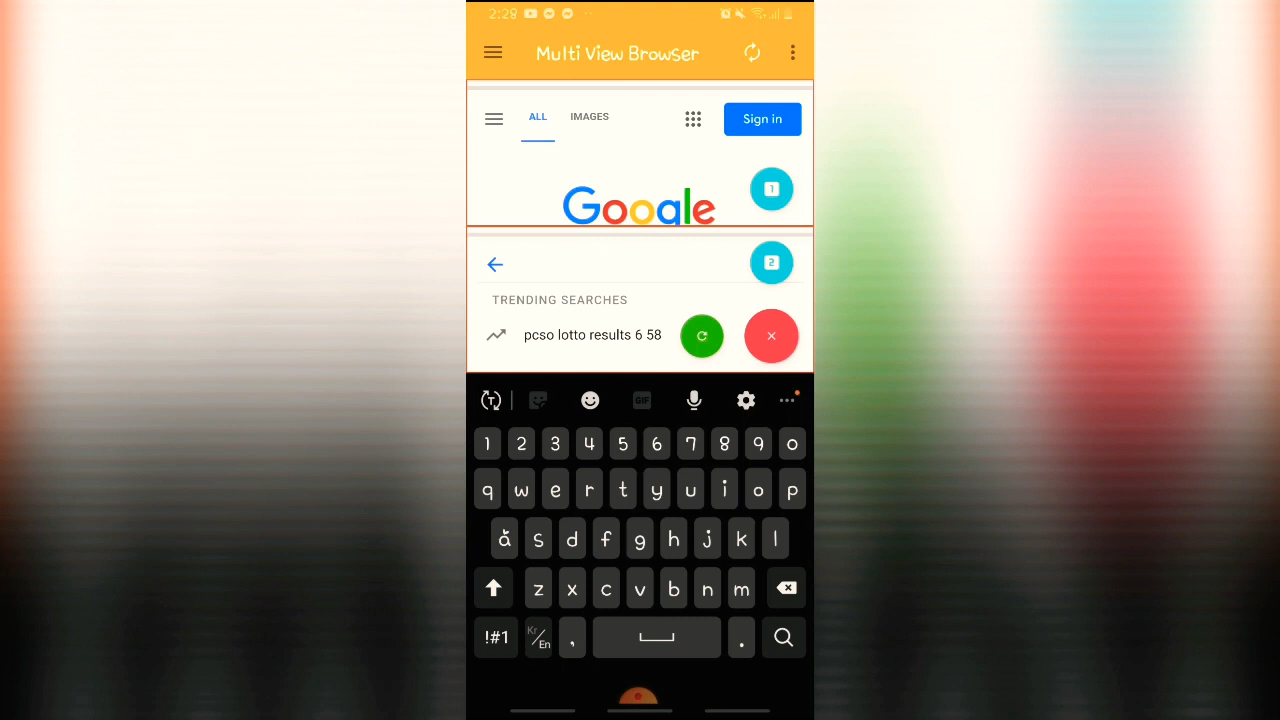 2:29
Multi View Browser
ALL IMAGES
Sign in
Google
1
2
TRENDING SEARCHES
pcso lotto results 6 58
T GIF
1 2 3 4 5 6 7 8 9 0
q w e r t y u i o p
a s d f g h j k l
z x c v b n m
!#1 Kr/En , .